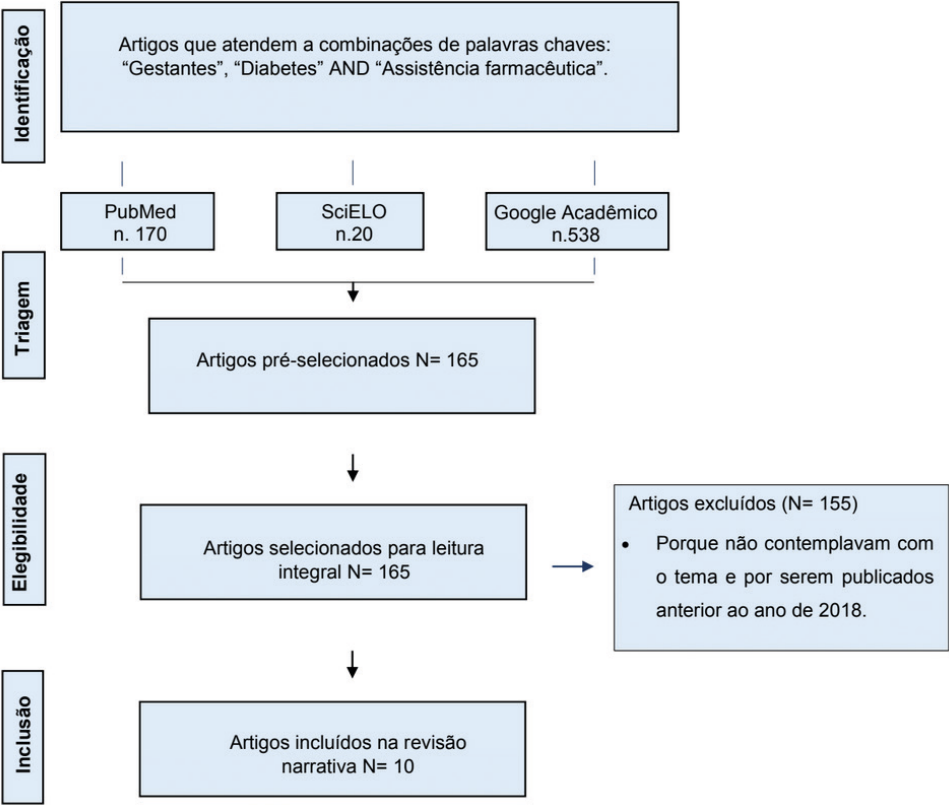 Identificação
Artigos que atendem a combinações de palavras chaves:
“Gestantes”, “Diabetes” AND “Assistência farmacêutica”.
PubMed
n. 170
SciELO
n.20
Google Acadêmico
n.538
Triagem
Artigos pré-selecionados N= 165
Elegibilidade
Artigos selecionados para leitura
integral N= 165
Artigos excluídos (N= 155)
• Porque não contemplavam com
o tema e por serem publicados
anterior ao ano de 2018.
Inclusão
Artigos incluídos na revisão
narrativa N= 10